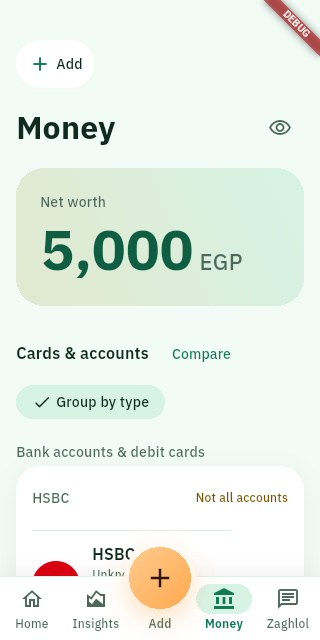 DEBUG
Add
Money
Net worth
5,000 EGP
Cards & accounts Compare
Group by type
Bank accounts & debit cards
HSBC Not all accounts
HSBC
Home Insights Add Money Zaghlol